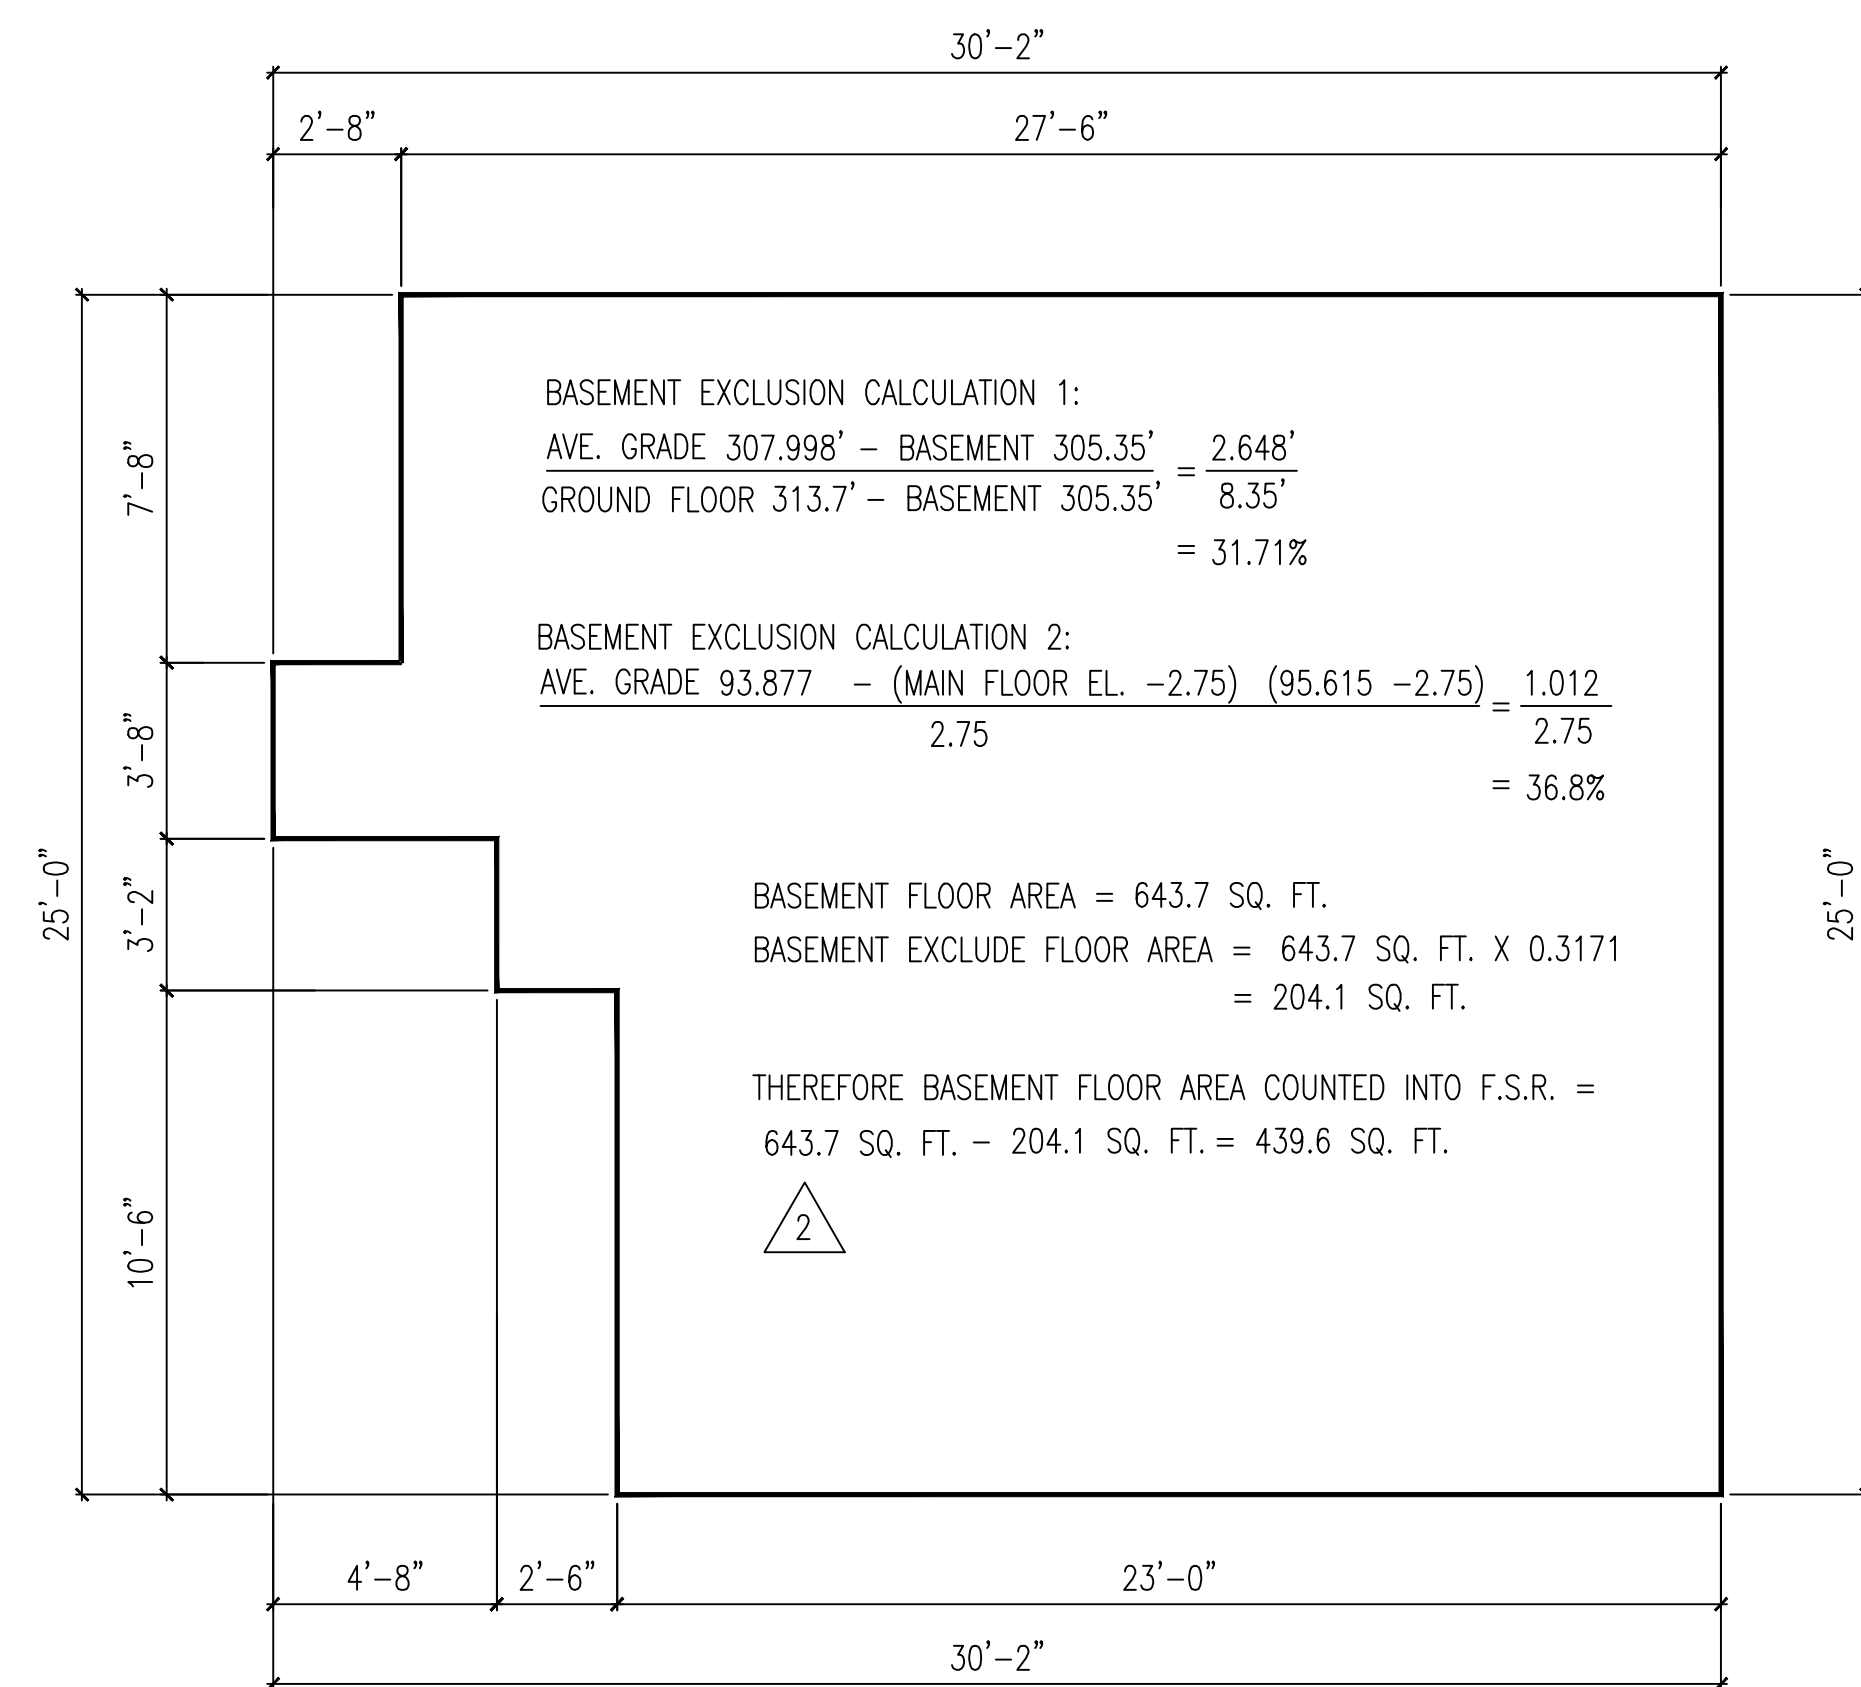 30'-2"
2'-8" 27'-6"
BASEMENT EXCLUSION CALCULATION 1:
AVE. GRADE 307.998' - BASEMENT 305.35'
GROUND FLOOR 313.7' - BASEMENT 305.35'
= 2.648'
8.35'
= 31.71%
7'-8"
BASEMENT EXCLUSION CALCULATION 2:
AVE. GRADE 93.877 - (MAIN FLOOR EL. -2.75) (95.615 -2.75)
2.75
= 1.012
2.75
= 36.8%
3'-8"
25'-0"
3'-2"
25'-0"
BASEMENT FLOOR AREA = 643.7 SQ. FT.
BASEMENT EXCLUDE FLOOR AREA = 643.7 SQ. FT. X 0.3171
= 204.1 SQ. FT.
THEREFORE BASEMENT FLOOR AREA COUNTED INTO F.S.R. =
643.7 SQ. FT. - 204.1 SQ. FT. = 439.6 SQ. FT.
2
10'-6"
4'-8" 2'-6" 23'-0"
30'-2"